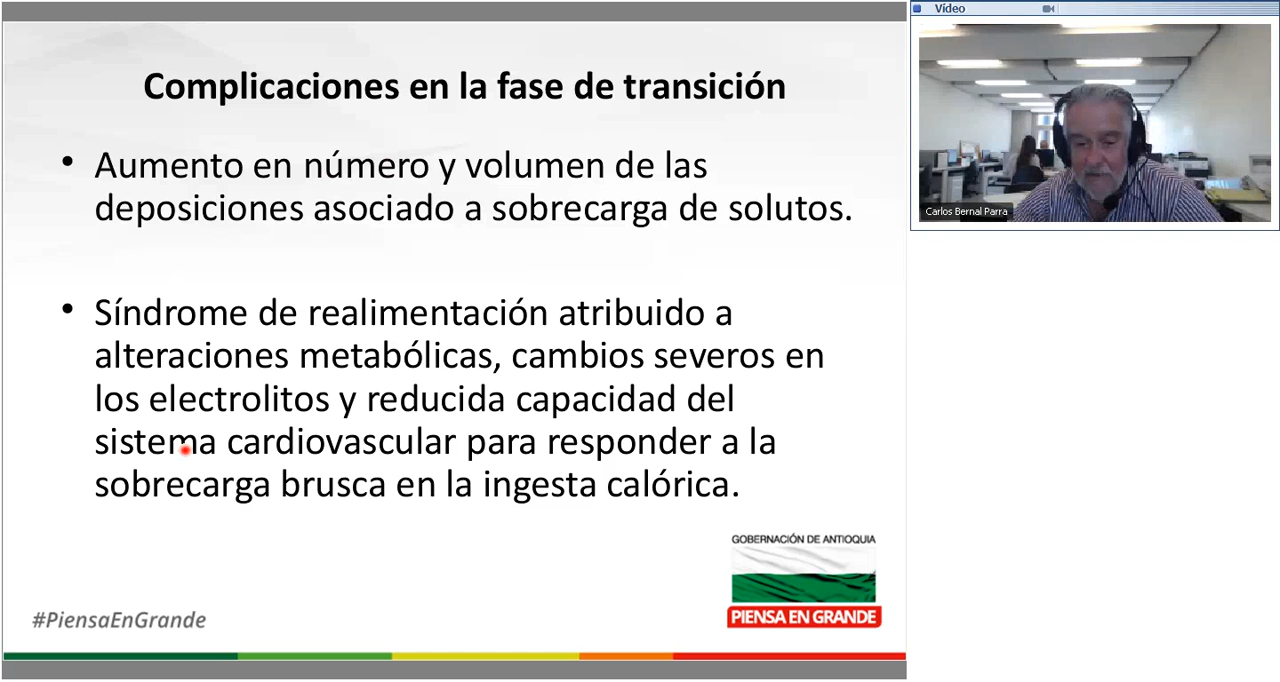 Complicaciones en la fase de transición
• Aumento en número y volumen de las
deposiciones asociado a sobrecarga de solutos.
• Síndrome de realimentación atribuido a
alteraciones metabólicas, cambios severos en
los electrolitos y reducida capacidad del
sistema cardiovascular para responder a la
sobrecarga brusca en la ingesta calórica.
GOBERNACIÓN DE ANTIOQUIA
PIENSA EN GRANDE
#PiensaEnGrande
Vídeo
Carlos Bernal Parra